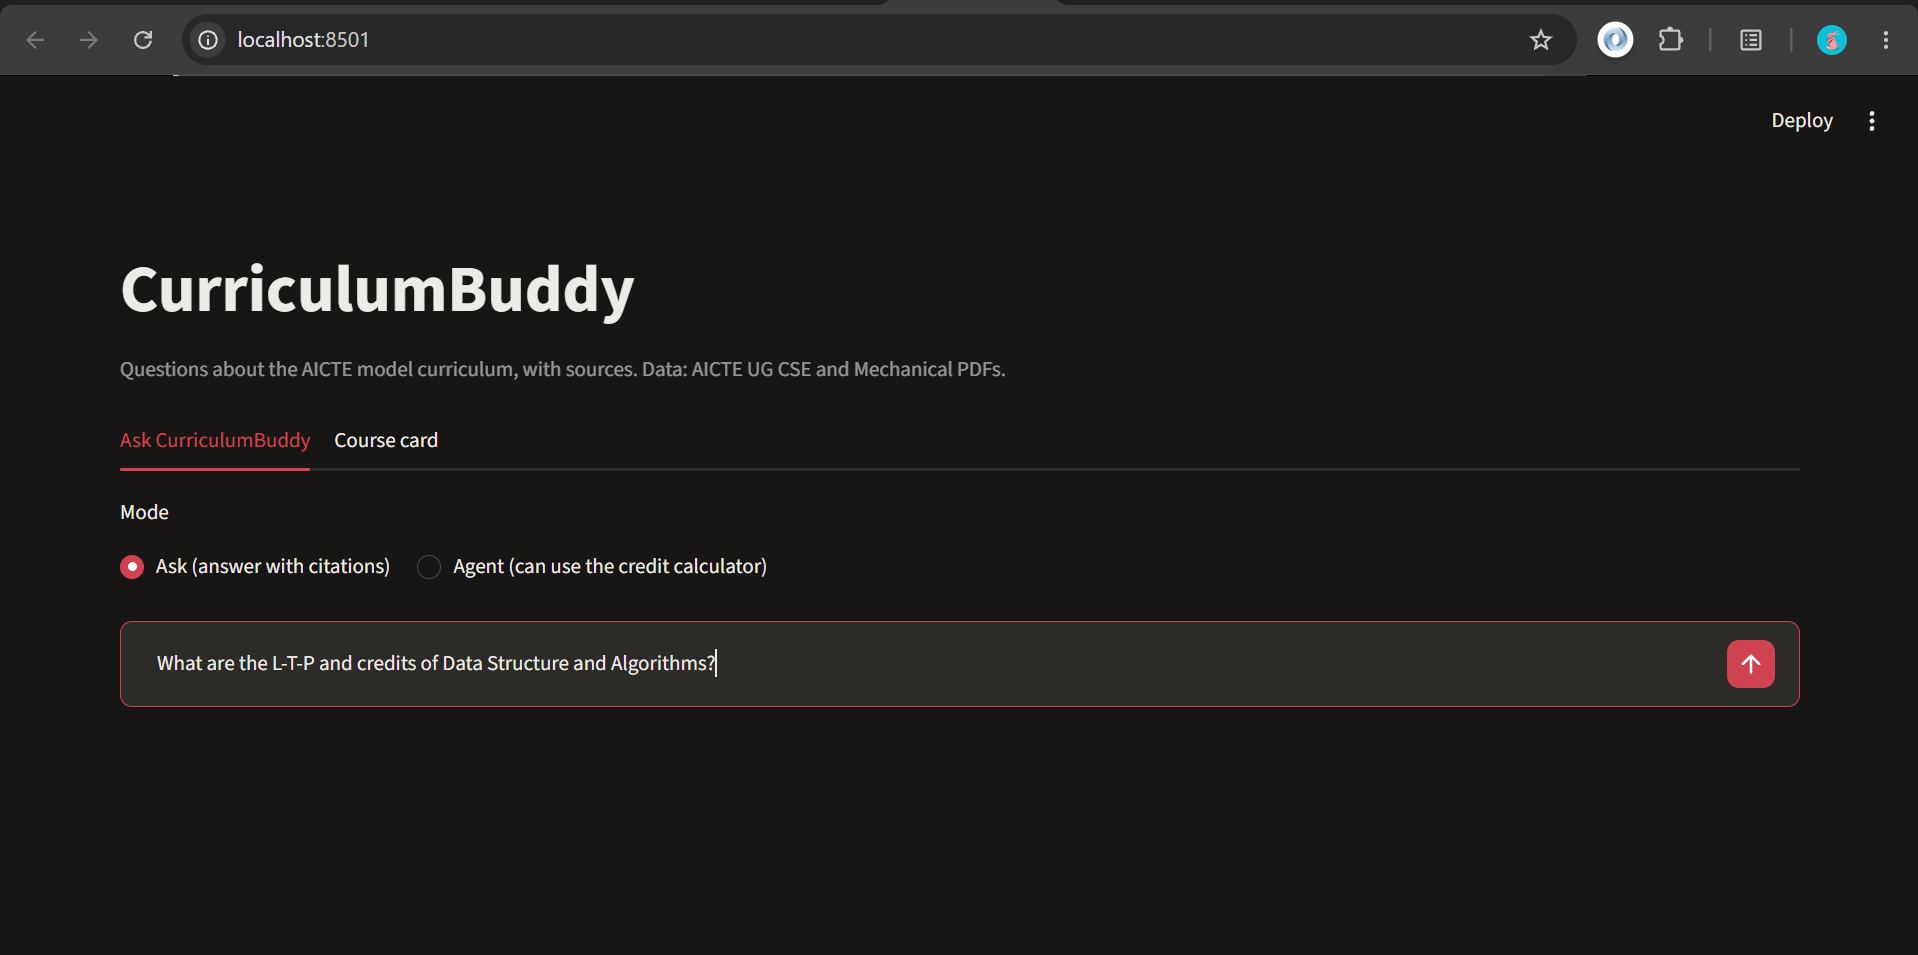 localhost:8501
Deploy
CurriculumBuddy
Questions about the AICTE model curriculum, with sources. Data: AICTE UG CSE and Mechanical PDFs.
Ask CurriculumBuddy Course card
Mode
Ask (answer with citations) Agent (can use the credit calculator)
What are the L-T-P and credits of Data Structure and Algorithms?